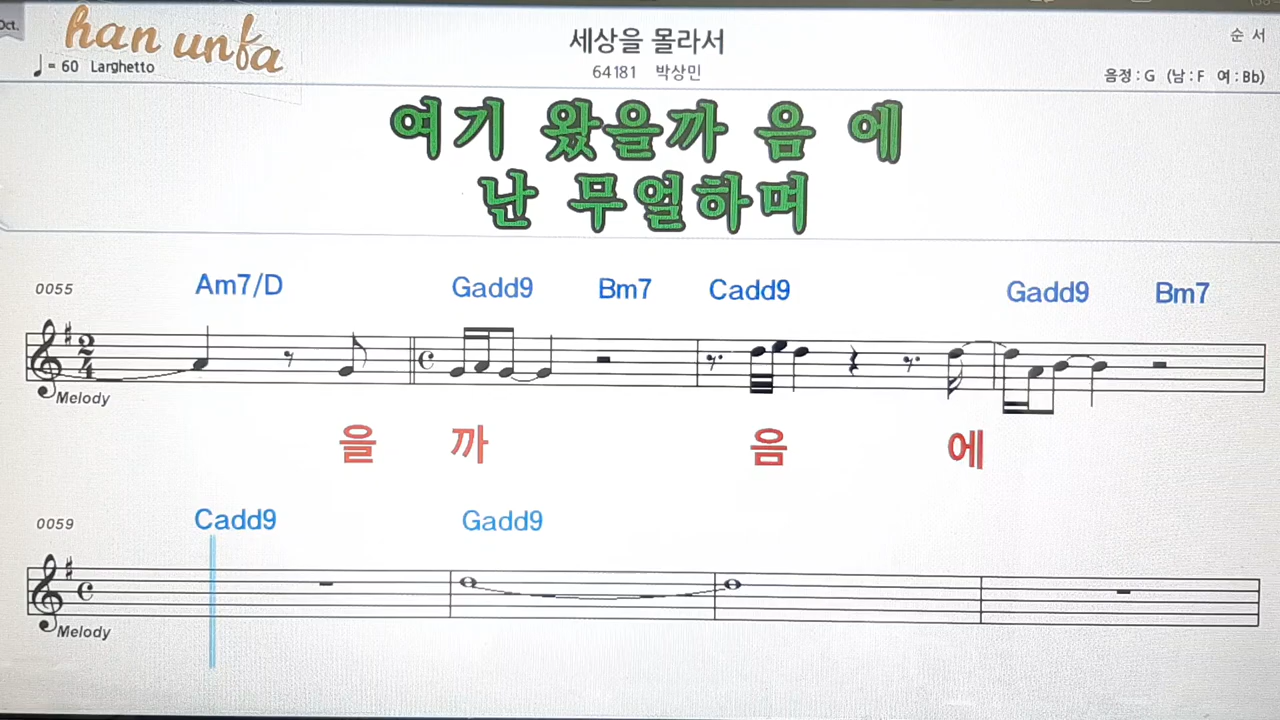 Oct.
han unfa
세상을 몰라서
순 서
♩= 60 Larghetto
64181 박상민
음정 : G (남 : F 여 : Bb)
여기 왔을까 음 에
난 무얼하며
0055 Am7/D Gadd9 Bm7 Cadd9 Gadd9 Bm7
2
4
Melody
을 까 음 에
0059 Cadd9 Gadd9
Melody